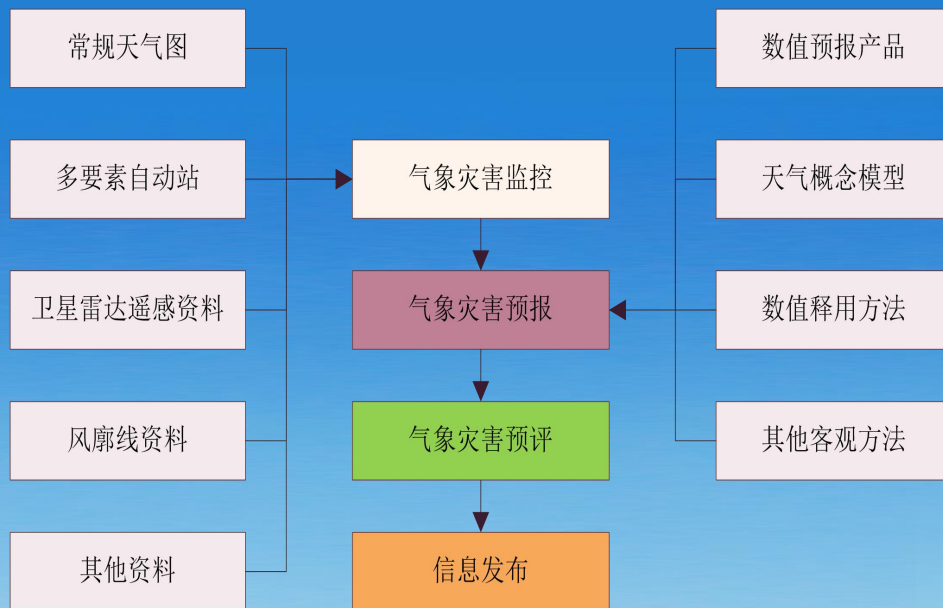 常规天气图
多要素自动站
卫星雷达遥感资料
风廓线资料
其他资料
气象灾害监控
气象灾害预报
气象灾害预评
信息发布
数值预报产品
天气概念模型
数值释用方法
其他客观方法